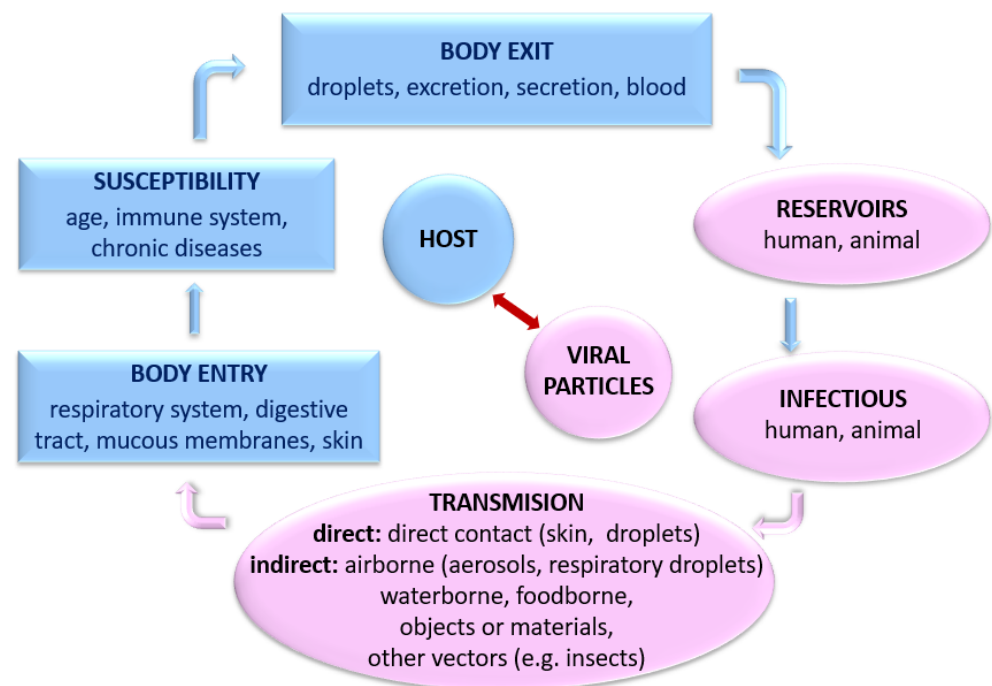 BODY EXIT
droplets, excretion, secretion, blood
SUSCEPTIBILITY
age, immune system,
chronic diseases
HOST
RESERVOIRS
human, animal
VIRAL
PARTICLES
BODY ENTRY
respiratory system, digestive
tract, mucous membranes, skin
INFECTIOUS
human, animal
TRANSMISION
direct: direct contact (skin, droplets)
indirect: airborne (aerosols, respiratory droplets)
waterborne, foodborne,
objects or materials,
other vectors (e.g. insects)